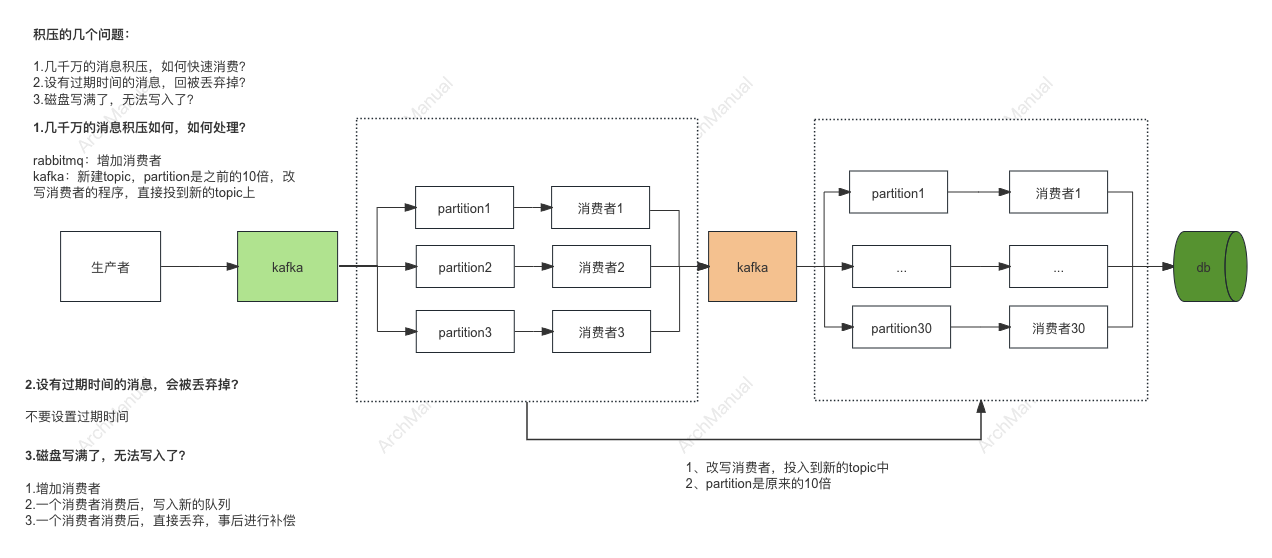 积压的几个问题：
1.几千万的消息积压，如何快速消费?
2.设有过期时间的消息，回被丢弃掉?
3.磁盘写满了，无法写入了?
1.几千万的消息积压如何，如何处理?
rabbitmq：增加消费者
kafka：新建topic，partition是之前的10倍，改
写消费者的程序，直接投到新的topic上
生产者
kafka
partition1
消费者1
partition2
消费者2
partition3
消费者3
kafka
partition1
消费者1
...
...
partition30
消费者30
db
2.设有过期时间的消息，会被丢弃掉?
不要设置过期时间
3.磁盘写满了，无法写入了?
1.增加消费者
2.一个消费者消费后，写入新的队列
3.一个消费者消费后，直接丢弃，事后进行补偿
1、改写消费者，投入到新的topic中
2、partition是原来的10倍
ArchManual
ArchManual
ArchManual
ArchManual
ArchManual
ArchManual
ArchManual
ArchManual